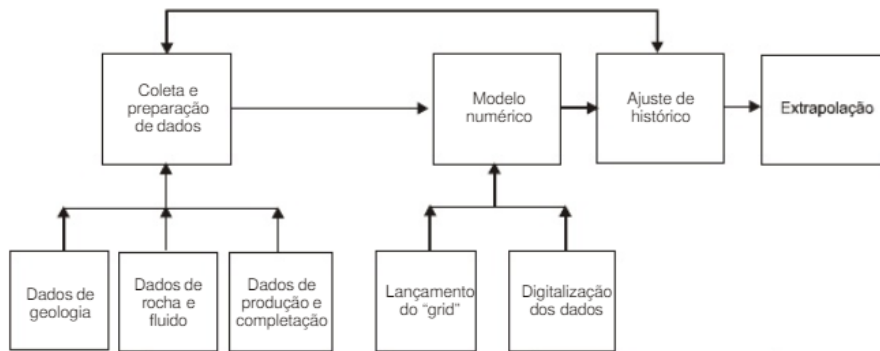 Coleta e
preparação
de dados
Modelo
numérico
Ajuste de
histórico
Extrapolação
Dados de
geologia
Dados de
rocha e
fluido
Dados de
produção e
completação
Lançamento
do “grid”
Digitalização
dos dados